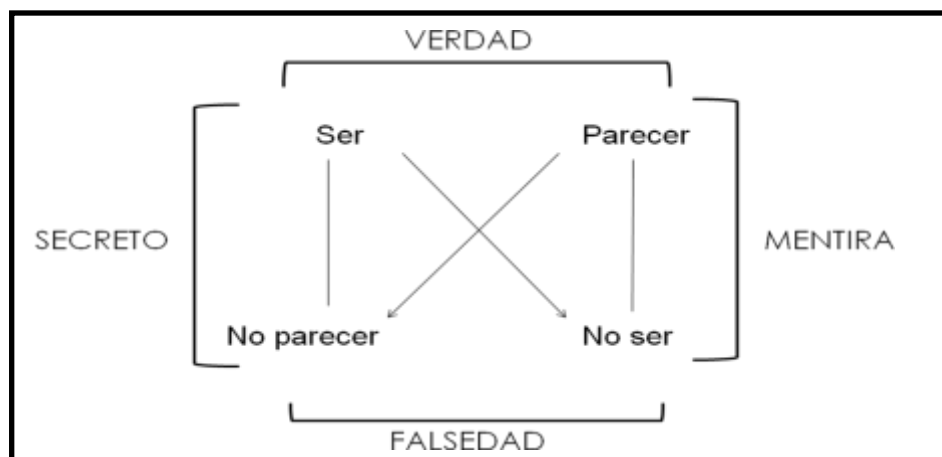 VERDAD
Ser Parecer
SECRETO MENTIRA
No parecer No ser
FALSEDAD